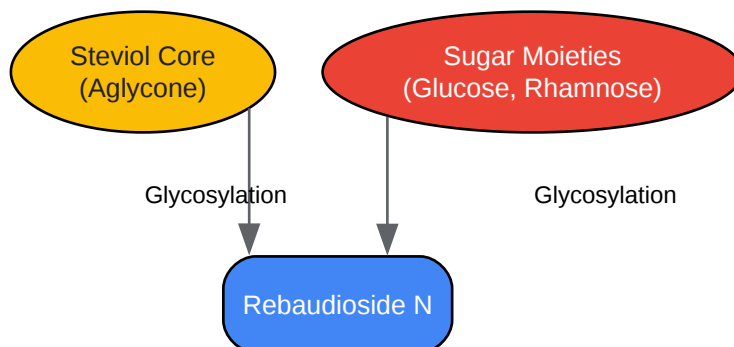 Steviol Core
(Aglycone)
Sugar Moieties
(Glucose, Rhamnose)
Glycosylation
Glycosylation
Rebaudioside N